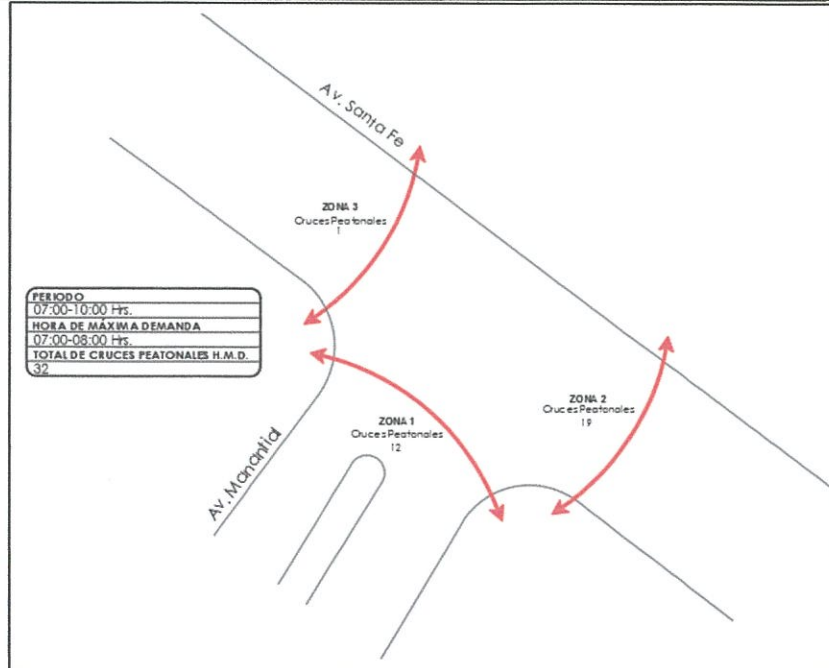 Av. Santa Fe
ZONA 3
Cruces Peatonales
1
PERIODO
07:00-10:00 Hrs.
HORA DE MÁXIMA DEMANDA
07:00-08:00 Hrs.
TOTAL DE CRUCES PEATONALES H.M.D.
32
ZONA 2
Cruces Peatonales
19
ZONA 1
Cruces Peatonales
12
Av. Manantial